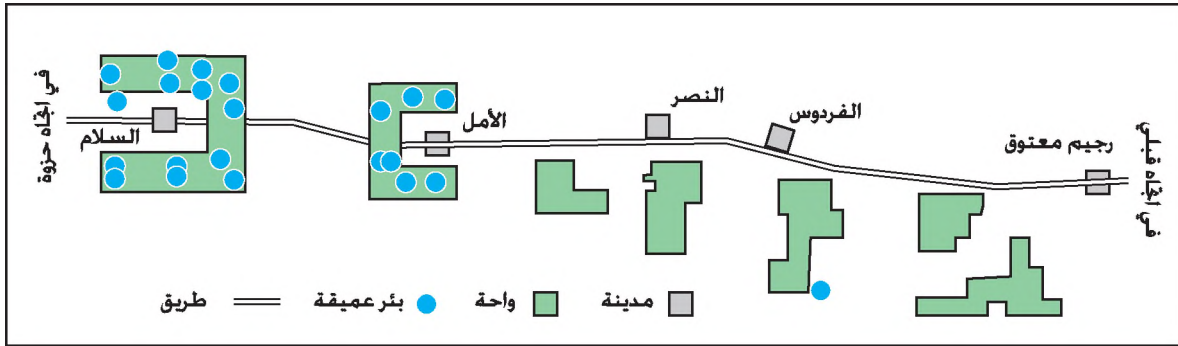 في اتجاه قبلي
رجيم معتوق
الفردوس
النصر
الأمل
السلام
في اتجاه حزوة
مدينة
واحة
بئر عميقة
طريق